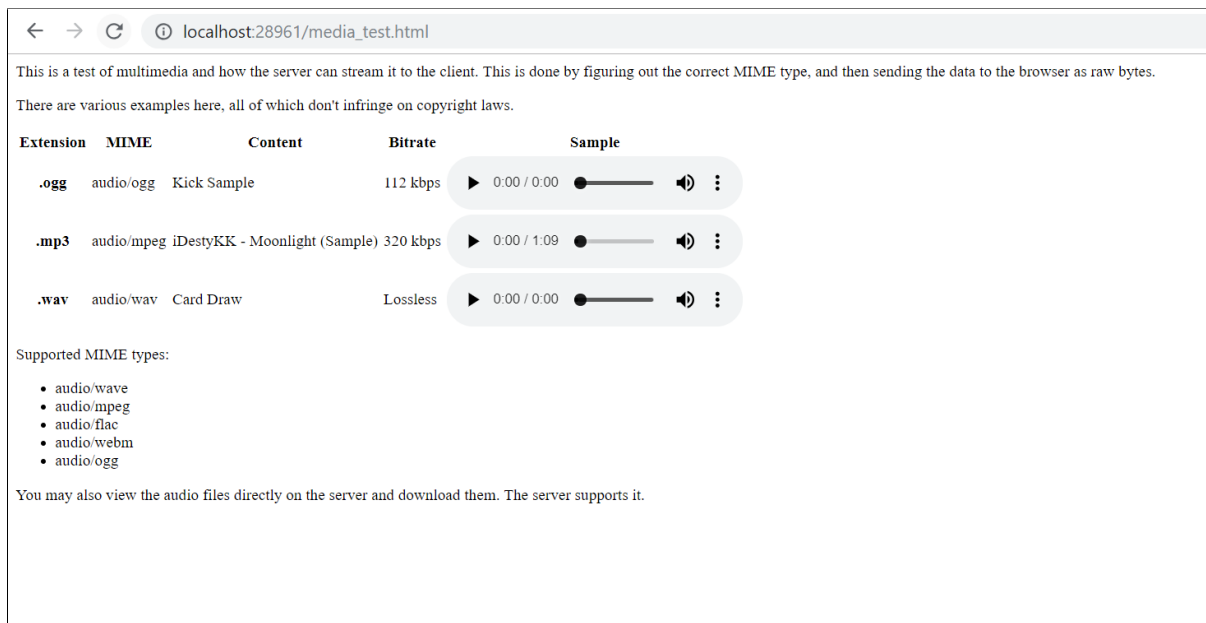 localhost:28961/media_test.html
This is a test of multimedia and how the server can stream it to the client. This is done by figuring out the correct MIME type, and then sending the data to the browser as raw bytes.
There are various examples here, all of which don't infringe on copyright laws.
Extension MIME Content Bitrate Sample
.ogg audio/ogg Kick Sample 112 kbps 0:00 / 0:00
.mp3 audio/mpeg iDestyKK - Moonlight (Sample) 320 kbps 0:00 / 1:09
.wav audio/wav Card Draw Lossless 0:00 / 0:00
Supported MIME types:
• audio/wave
• audio/mpeg
• audio/flac
• audio/webm
• audio/ogg
You may also view the audio files directly on the server and download them. The server supports it.